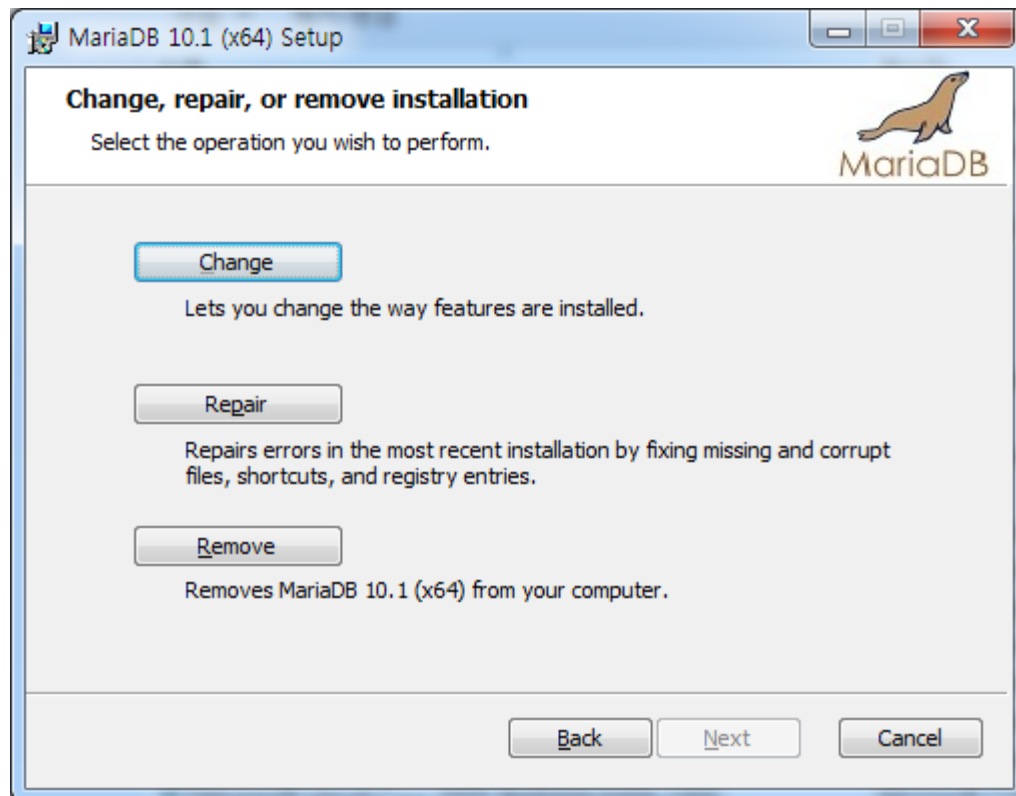 MariaDB 10.1 (x64) Setup
Change, repair, or remove installation
Select the operation you wish to perform.
MariaDB
Change
Lets you change the way features are installed.
Repair
Repairs errors in the most recent installation by fixing missing and corrupt
files, shortcuts, and registry entries.
Remove
Removes MariaDB 10.1 (x64) from your computer.
Back
Next
Cancel